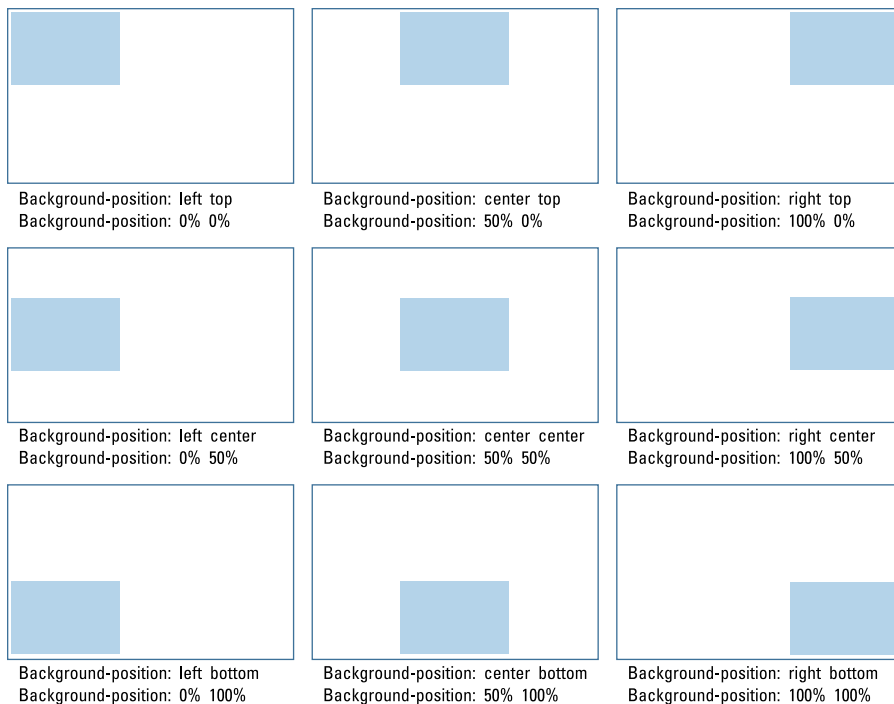 Background-position: left top
Background-position: 0% 0%
Background-position: center top
Background-position: 50% 0%
Background-position: right top
Background-position: 100% 0%
Background-position: left center
Background-position: 0% 50%
Background-position: center center
Background-position: 50% 50%
Background-position: right center
Background-position: 100% 50%
Background-position: left bottom
Background-position: 0% 100%
Background-position: center bottom
Background-position: 50% 100%
Background-position: right bottom
Background-position: 100% 100%